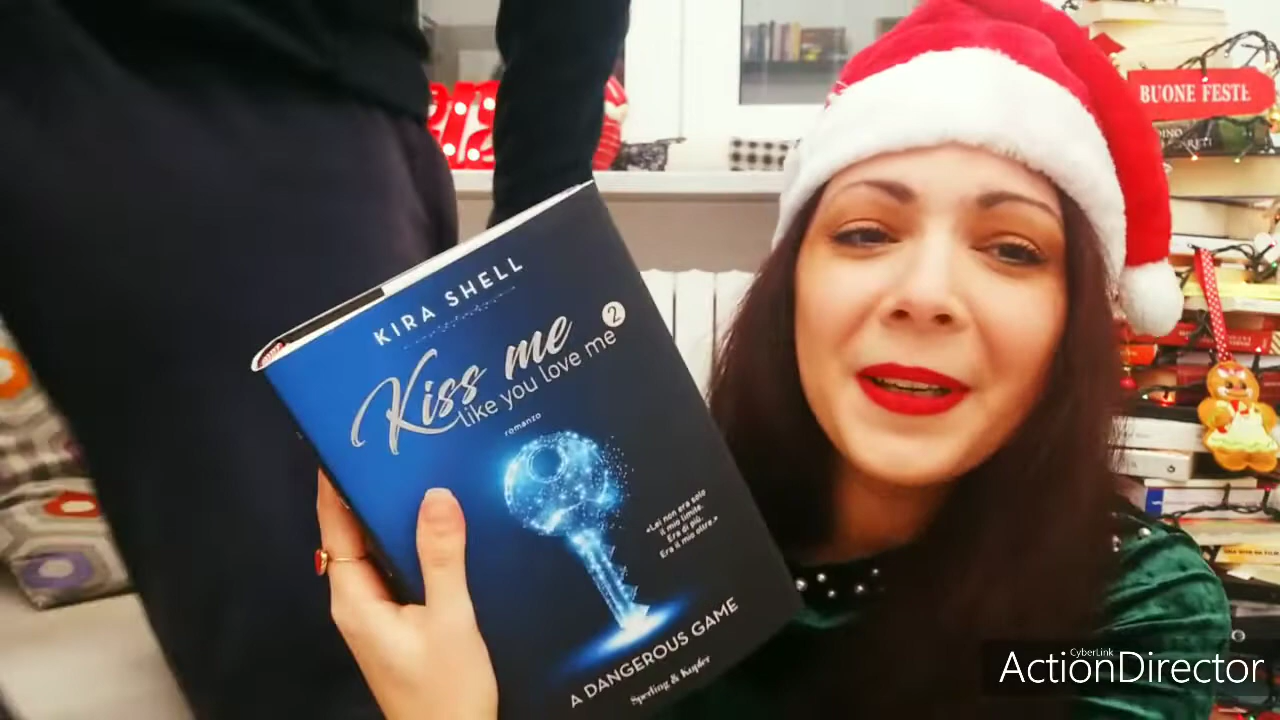 KIRA SHELL
Kiss me 2
like you love me
romanzo
«Lei non era solo
il mio limite.
Era di più.
Era il mio oltre.»
A DANGEROUS GAME
Sperling & Kupfer
BUONE FESTE
CyberLink
ActionDirector